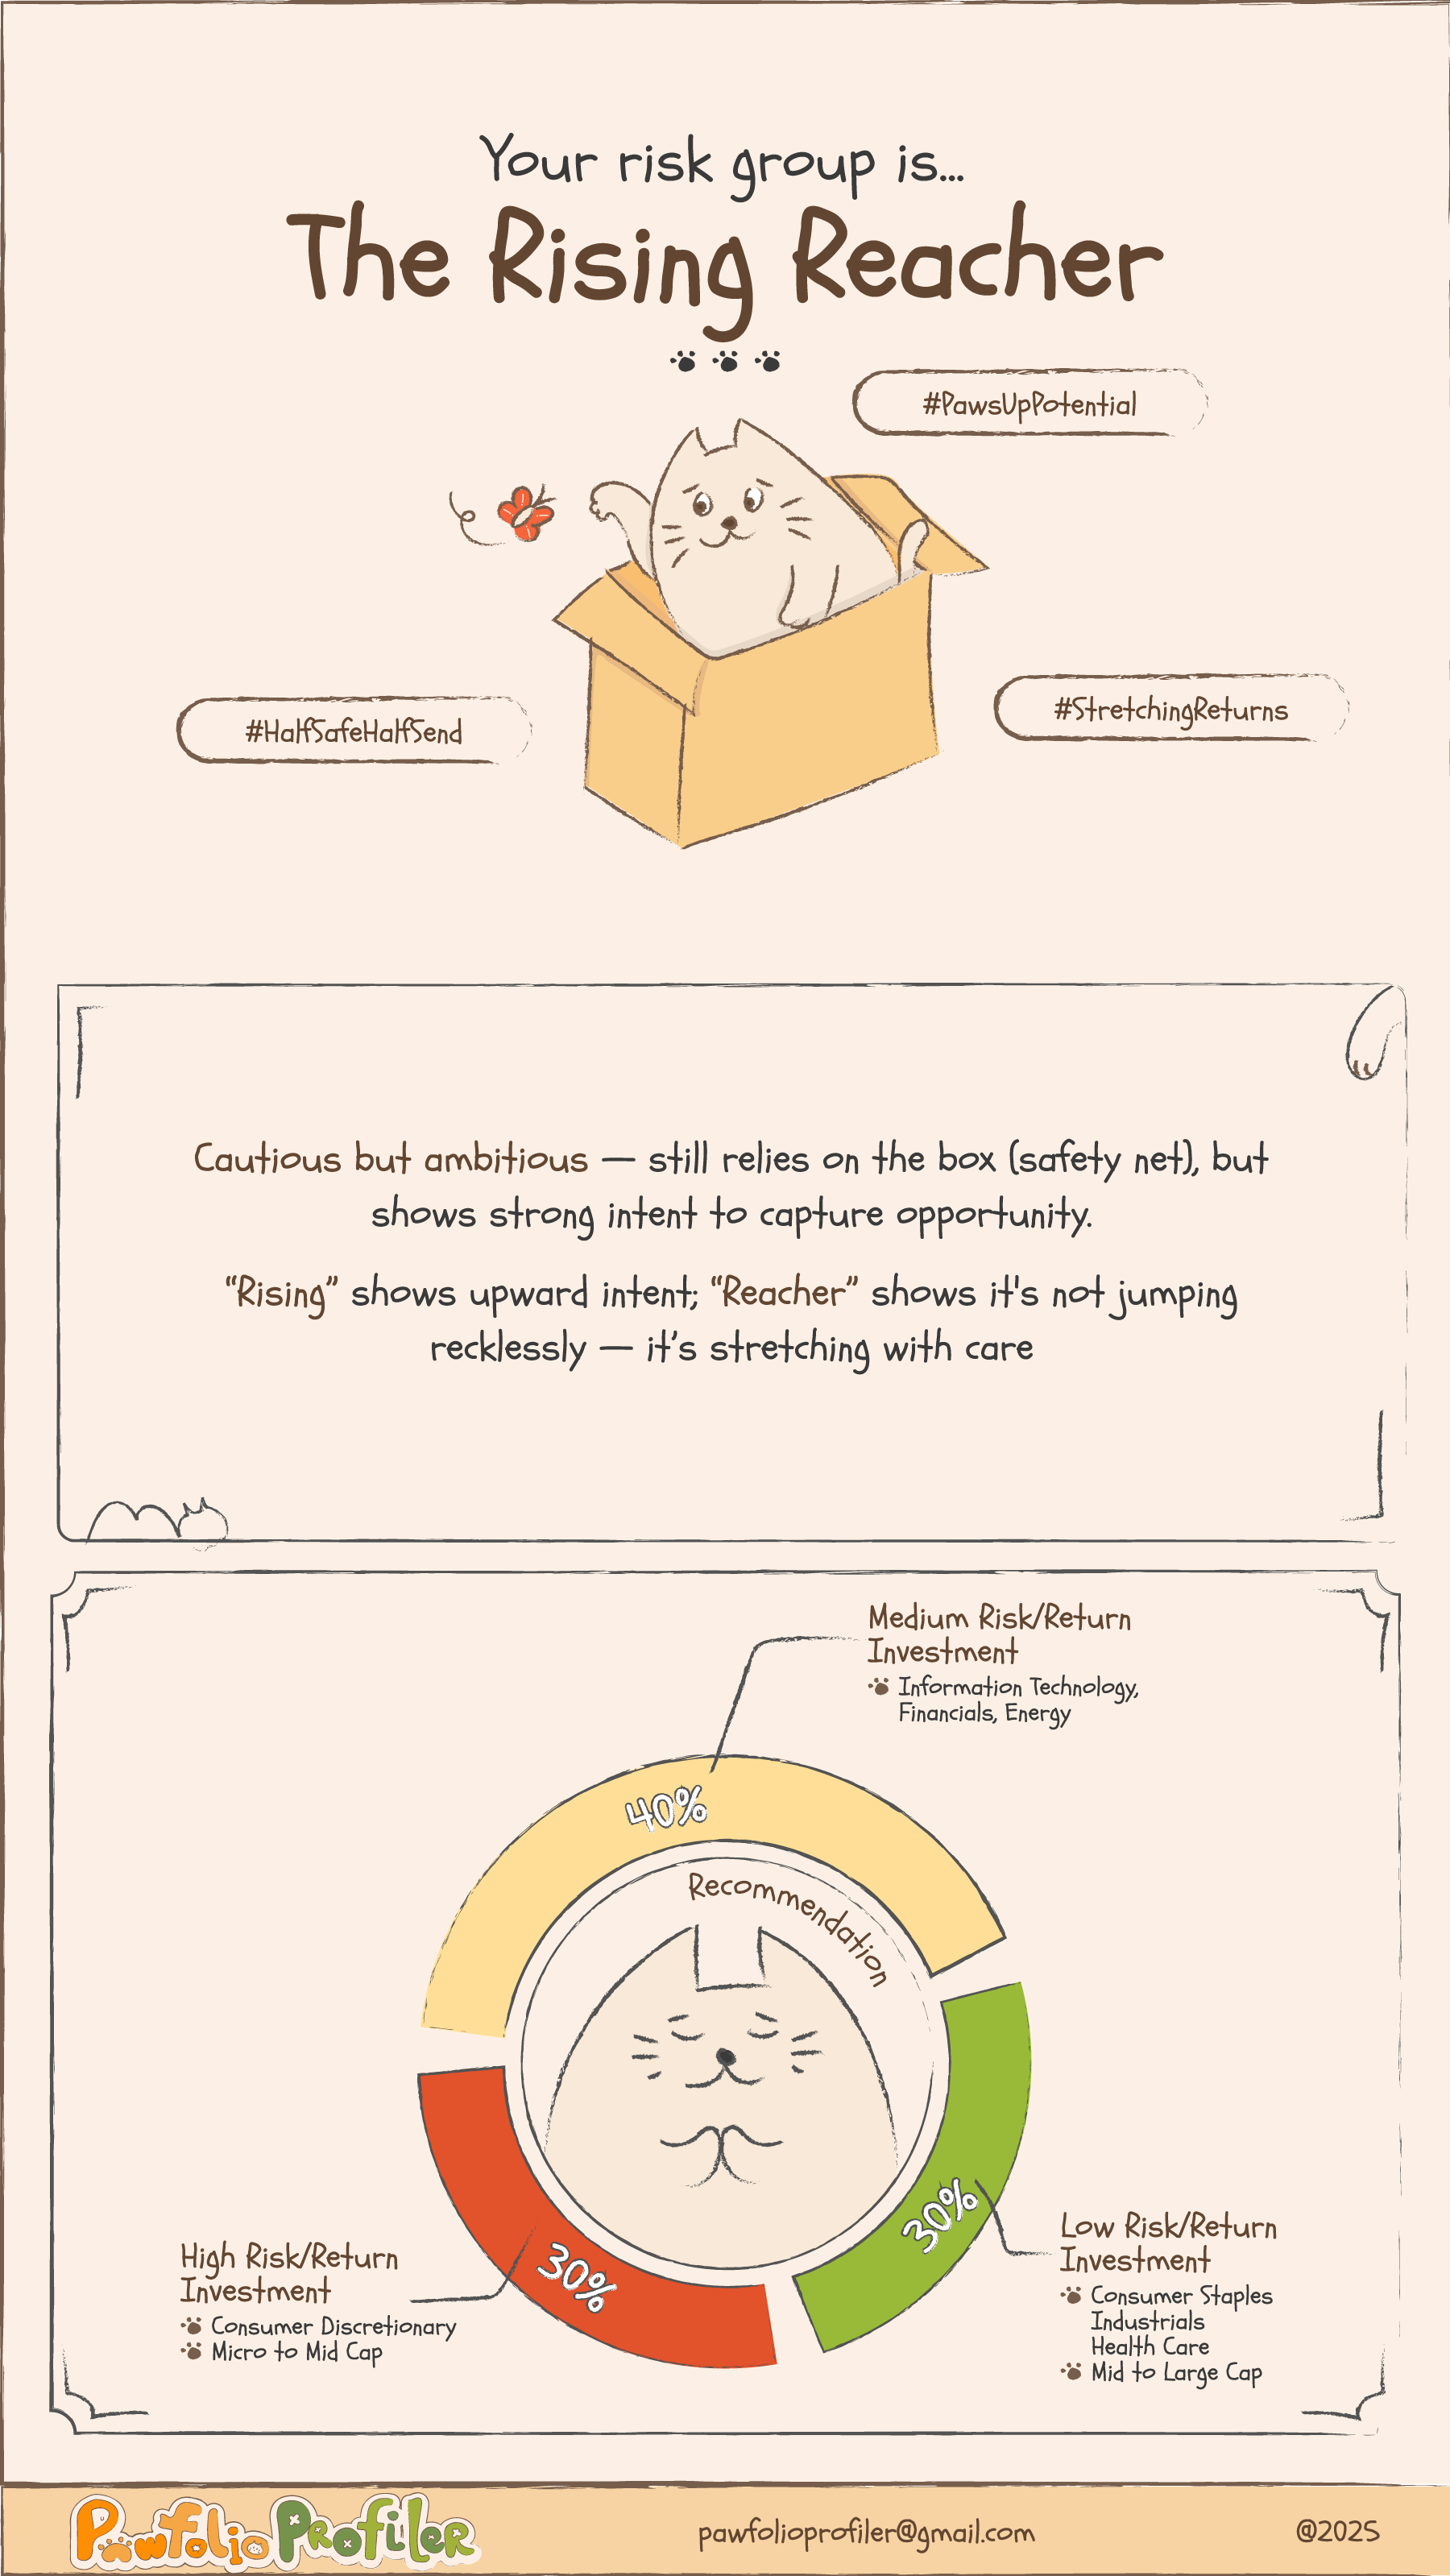 Your risk group is...
The Rising Reacher
#PawsUpPotential
#HalfSafeHalfSend
#StretchingReturns
Cautious but ambitious — still relies on the box (safety net), but
shows strong intent to capture opportunity.
“Rising” shows upward intent; “Reacher” shows it's not jumping
recklessly — it’s stretching with care
Medium Risk/Return
Investment
Information Technology,
Financials, Energy
40%
Recommendation
30%
Low Risk/Return
Investment
Consumer Staples
Industrials
Health Care
Mid to Large Cap
30%
High Risk/Return
Investment
Consumer Discretionary
Micro to Mid Cap
Pawfolio Profiler
pawfolioprofiler@gmail.com
@2025